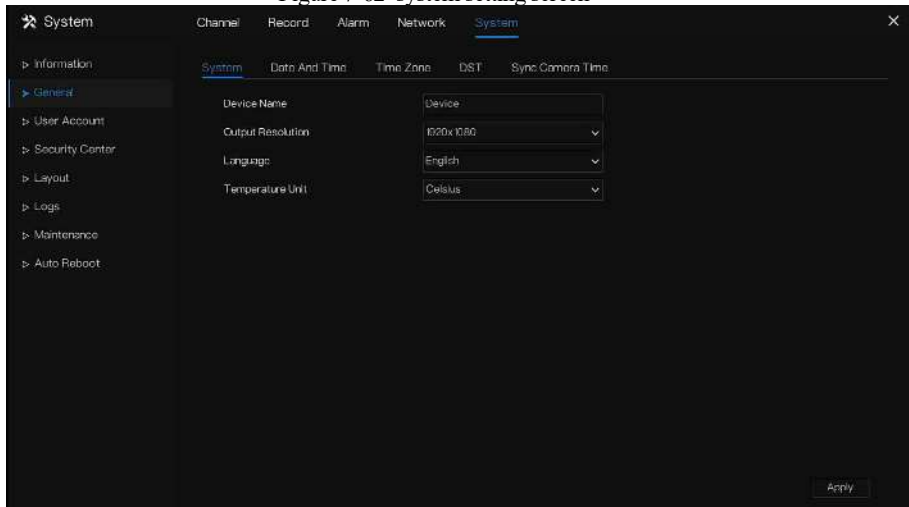 System Channel Record Alarm Network System ×
Information
General
User Account
Security Center
Layout
Logs
Maintenance
Auto Reboot
System Date And Time Time Zone DST Sync Camera Time
Device Name Device
Output Resolution 1920x1080
Language English
Temperature Unit Celsius
Apply